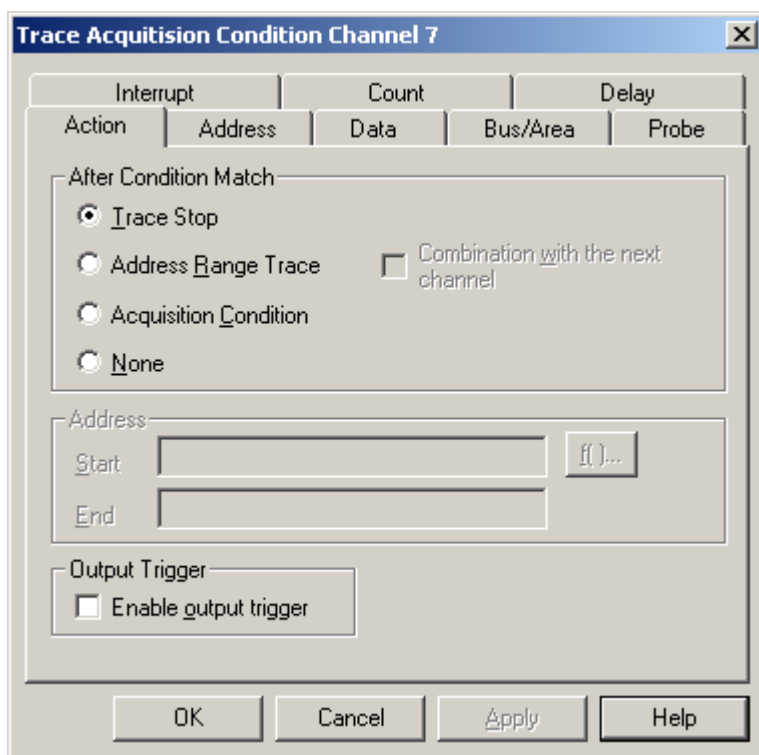 Trace Acquitision Condition Channel 7
Interrupt Count Delay
Action Address Data Bus/Area Probe
After Condition Match
Trace Stop
Address Range Trace
Combination with the next
channel
Acquisition Condition
None
Address
Start
f( )...
End
Output Trigger
Enable output trigger
OK Cancel Apply Help